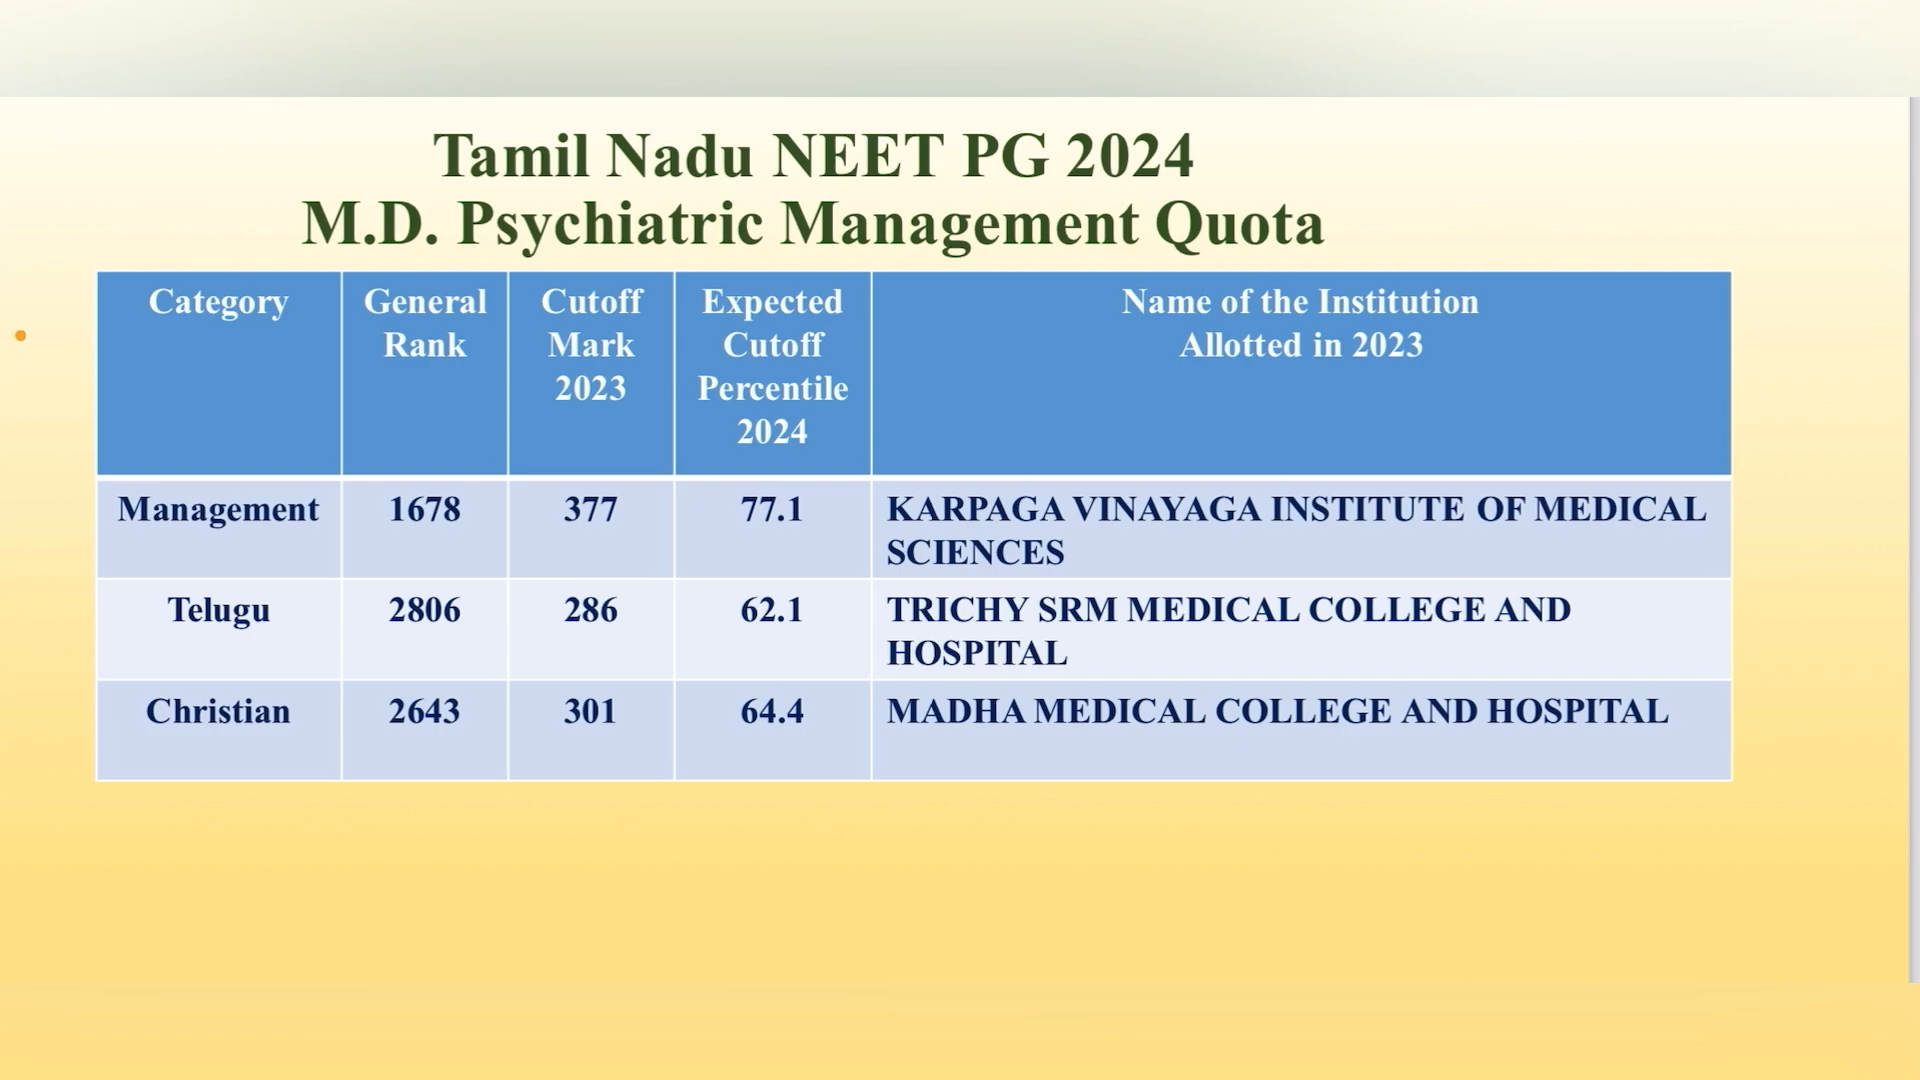 Tamil Nadu NEET PG 2024
M.D. Psychiatric Management Quota
Category
General
Rank
Cutoff
Mark
2023
Expected
Cutoff
Percentile
2024
Name of the Institution
Allotted in 2023
Management
1678
377
77.1
KARPAGA VINAYAGA INSTITUTE OF MEDICAL
SCIENCES
Telugu
2806
286
62.1
TRICHY SRM MEDICAL COLLEGE AND
HOSPITAL
Christian
2643
301
64.4
MADHA MEDICAL COLLEGE AND HOSPITAL